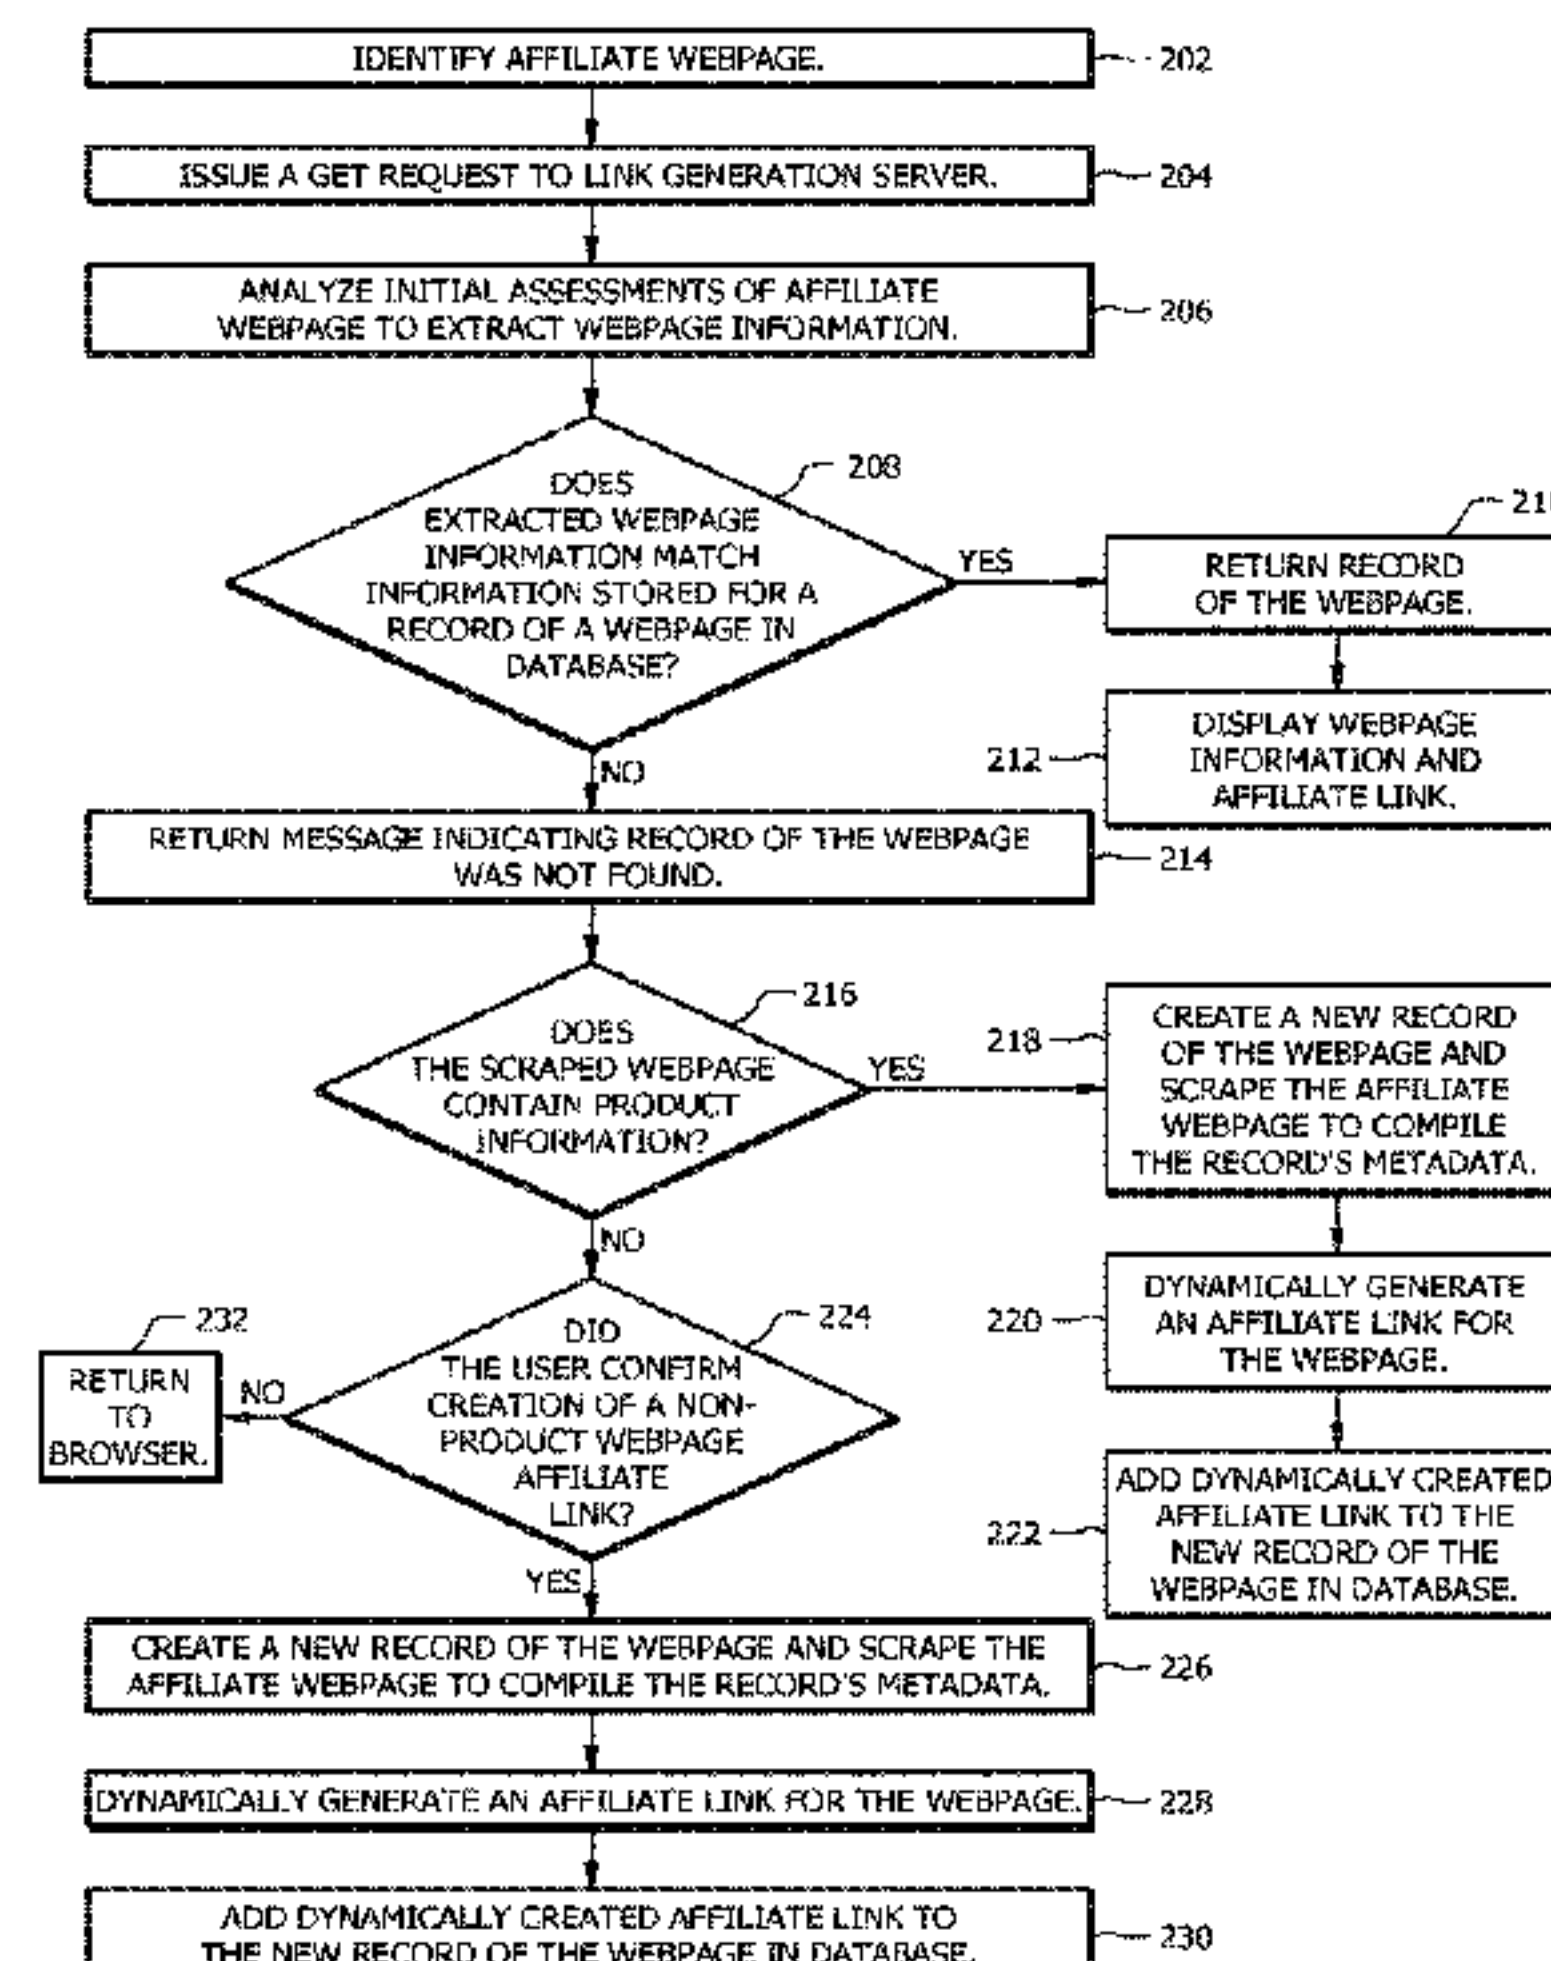 IDENTIFY AFFILIATE WEBPAGE.
202
ISSUE A GET REQUEST TO LINK GENERATION SERVER.
204
ANALYZE INITIAL ASSESSMENTS OF AFFILIATE
WEBPAGE TO EXTRACT WEBPAGE INFORMATION.
206
208
DOES
EXTRACTED WEBPAGE
INFORMATION MATCH
INFORMATION STORED FOR A
RECORD OF A WEBPAGE IN
DATABASE?
YES
RETURN RECORD
OF THE WEBPAGE.
212
DISPLAY WEBPAGE
INFORMATION AND
AFFILIATE LINK.
NO
RETURN MESSAGE INDICATING RECORD OF THE WEBPAGE
WAS NOT FOUND.
214
216
DOES
THE SCRAPED WEBPAGE
CONTAIN PRODUCT
INFORMATION?
YES
218
CREATE A NEW RECORD
OF THE WEBPAGE AND
SCRAPE THE AFFILIATE
WEBPAGE TO COMPILE
THE RECORD'S METADATA.
NO
220
DYNAMICALLY GENERATE
AN AFFILIATE LINK FOR
THE WEBPAGE.
224
DID
THE USER CONFIRM
CREATION OF A NON-
PRODUCT WEBPAGE
AFFILIATE
LINK?
232
NO
RETURN
TO
BROWSER.
222
ADD DYNAMICALLY CREATED
AFFILIATE LINK TO THE
NEW RECORD OF THE
WEBPAGE IN DATABASE.
YES
CREATE A NEW RECORD OF THE WEBPAGE AND SCRAPE THE
AFFILIATE WEBPAGE TO COMPILE THE RECORD'S METADATA.
226
DYNAMICALLY GENERATE AN AFFILIATE LINK FOR THE WEBPAGE.
228
ADD DYNAMICALLY CREATED AFFILIATE LINK TO
THE NEW RECORD OF THE WEBPAGE IN DATABASE.
230